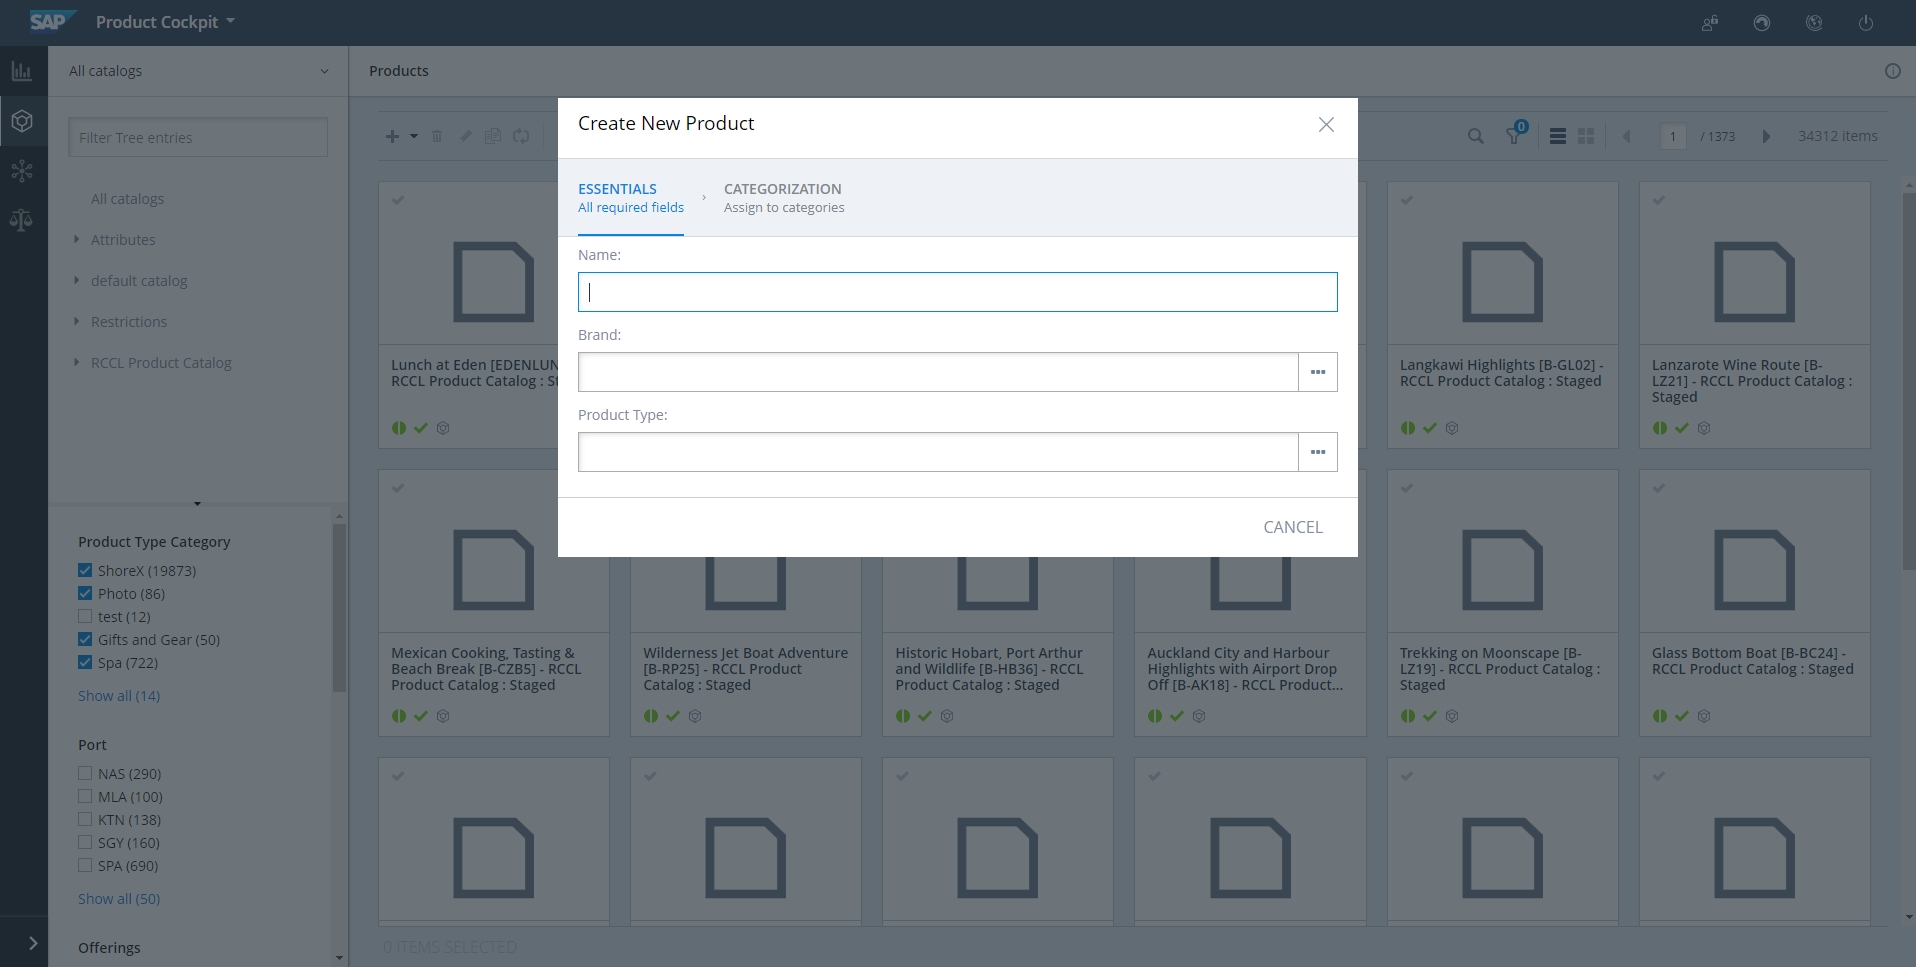 SAP
Product Cockpit
All catalogs
Products
Filter Tree entries
All catalogs
Attributes
default catalog
Restrictions
RCCL Product Catalog
0
1
/ 1373
34312 items
Create New Product
ESSENTIALS
All required fields
CATEGORIZATION
Assign to categories
Name:
Brand:
Product Type:
CANCEL
Lunch at Eden [EDENLUN
RCCL Product Catalog : St
Langkawi Highlights [B-GL02] -
RCCL Product Catalog : Staged
Lanzarote Wine Route [B-
LZ21] - RCCL Product Catalog :
Staged
Mexican Cooking, Tasting &
Beach Break [B-CZB5] - RCCL
Product Catalog : Staged
Wilderness Jet Boat Adventure
[B-RP25] - RCCL Product
Catalog : Staged
Historic Hobart, Port Arthur
and Wildlife [B-HB36] - RCCL
Product Catalog : Staged
Auckland City and Harbour
Highlights with Airport Drop
Off [B-AK18] - RCCL Product...
Trekking on Moonscape [B-
LZ19] - RCCL Product Catalog :
Staged
Glass Bottom Boat [B-BC24] -
RCCL Product Catalog : Staged
Product Type Category
ShoreX (19873)
Photo (86)
test (12)
Gifts and Gear (50)
Spa (722)
Show all (14)
Port
NAS (290)
MLA (100)
KTN (138)
SGY (160)
SPA (690)
Show all (50)
Offerings
0 ITEMS SELECTED